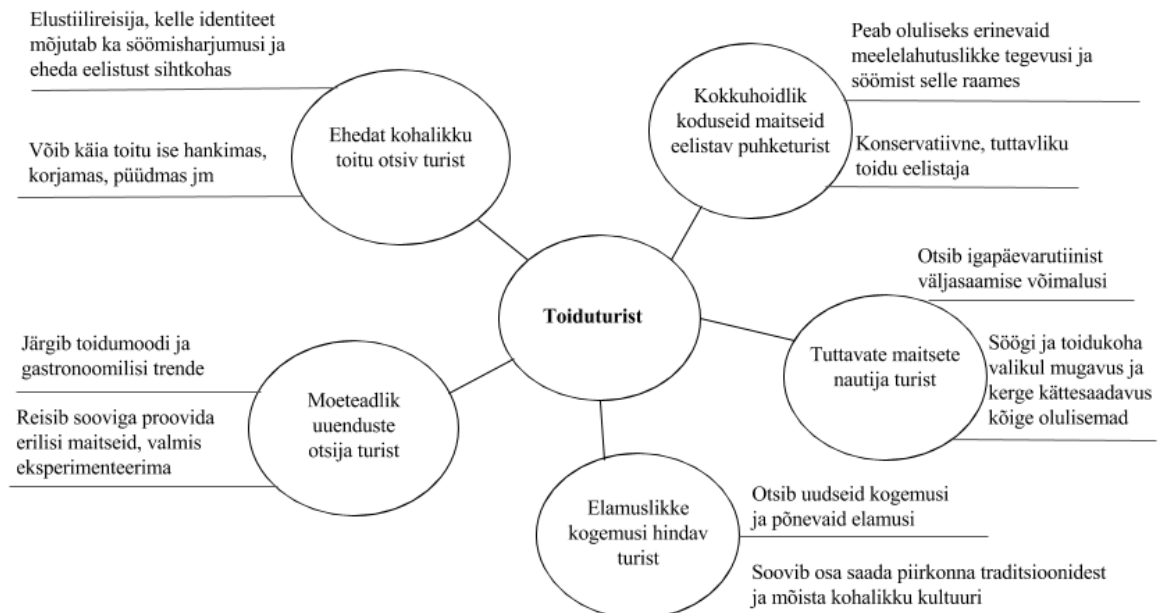 Elustiilireisija, kelle identiteet
mõjutab ka söömisharjumusi ja
eheda eelistust sihtkohas
Võib käia toitu ise hankimas,
korjamas, püüdmas jm
Ehedat kohalikku
toitu otsiv turist
Kokkuhoidlik
koduseid maitseid
eelistav puhketurist
Peab oluliseks erinevaid
meelelahutuslikke tegevusi ja
söömist selle raames
Konservatiivne, tuttavliku
toidu eelistaja
Toiduturist
Otsib igapäevarutiinist
väljasaamise võimalusi
Tuttavate maitsete
nautija turist
Söögi ja toidukoha
valikul mugavus ja
kerge kättesaadavus
kõige olulisemad
Järgib toidumoodi ja
gastronoomilisi trende
Reisib sooviga proovida
erilisi maitseid, valmis
eksperimenteerima
Moeteadlik
uuenduste
otsija turist
Elamuslikke
kogemusi hindav
turist
Otsib uudseid kogemusi
ja põnevaid elamusi
Soovib osa saada piirkonna traditsioonidest
ja mõista kohalikku kultuuri